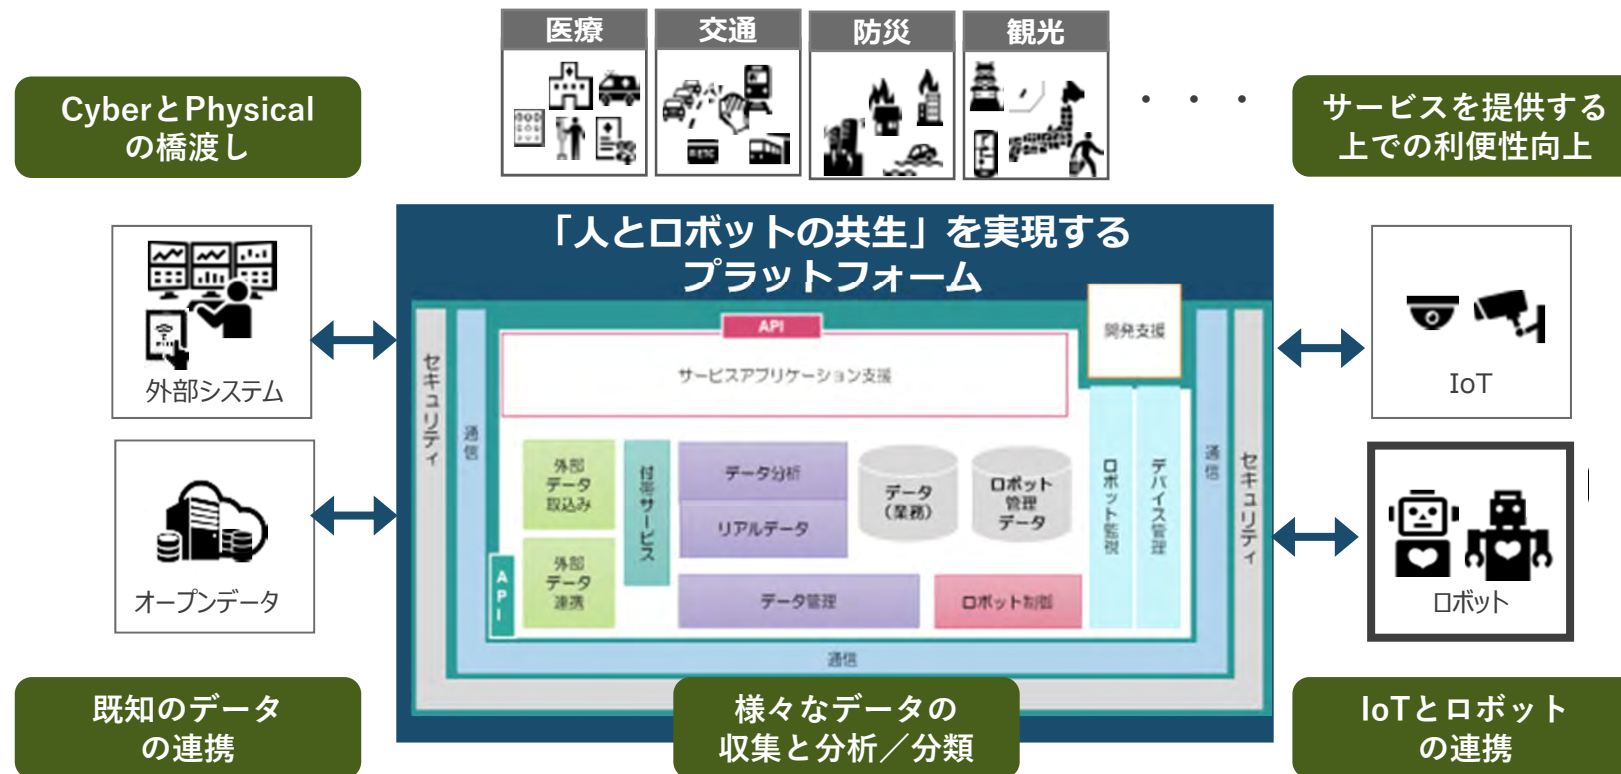 医療
交通
防災
観光
・・・
CyberとPhysical
の橋渡し
サービスを提供する
上での利便性向上
「人とロボットの共生」を実現する
プラットフォーム
外部システム
オープンデータ
セキュリティ
通信
API
サービスアプリケーション支援
開発支援
外部
データ
取込み
外部
データ
連携
API
付帯サービス
データ分析
リアルデータ
データ管理
データ
(業務)
ロボット
管理
データ
ロボット制御
ロボット監視
デバイス管理
通信
セキュリティ
通信
IoT
ロボット
既知のデータ
の連携
様々なデータの
収集と分析／分類
IoTとロボット
の連携